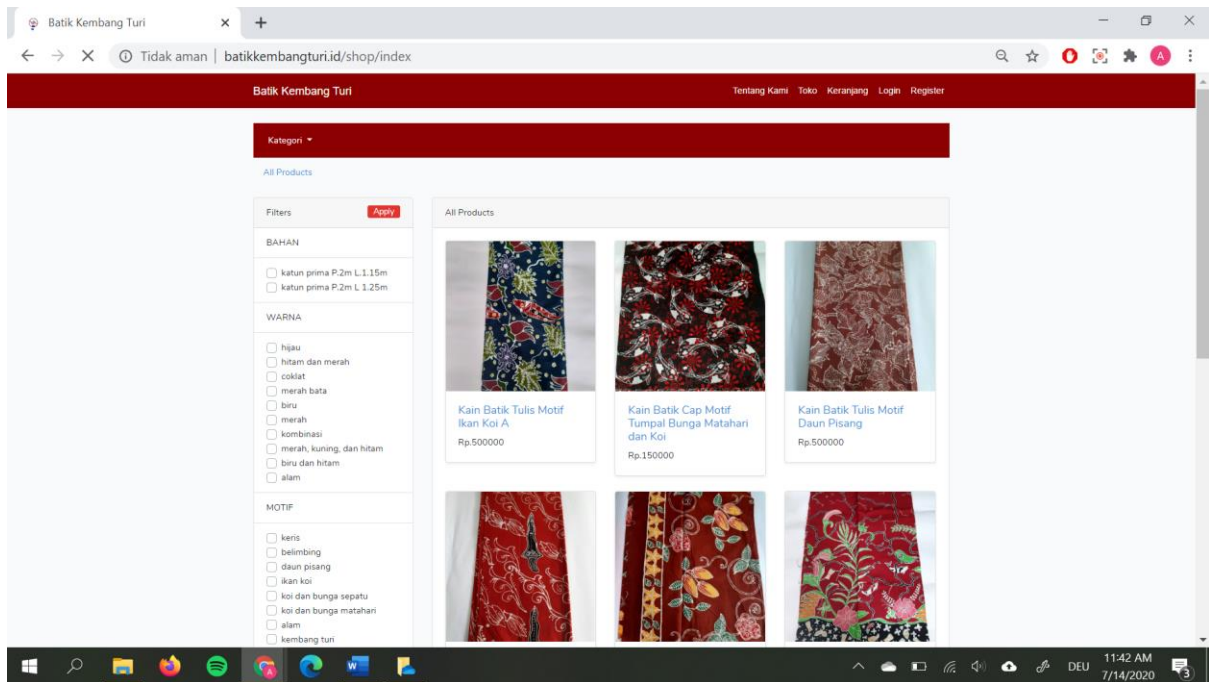 Batik Kembang Turi
Tidak aman | batikkembangturi.id/shop/index
A
Batik Kembang Turi
Tentang Kami Toko Keranjang Login Register
Kategori
All Products
Filters
Apply
BAHAN
katun prima P.2m L.1.15m
katun prima P.2m L 1.25m
WARNA
hijau
hitam dan merah
coklat
merah bata
biru
merah
kombinasi
merah, kuning, dan hitam
biru dan hitam
alam
MOTIF
keris
belimbing
daun pisang
ikan koi
koi dan bunga sepatu
koi dan bunga matahari
alam
kembang turi
All Products
Kain Batik Tulis Motif
Ikan Koi A
Rp.500000
Kain Batik Cap Motif
Tumpal Bunga Matahari
dan Koi
Rp.150000
Kain Batik Tulis Motif
Daun Pisang
Rp.500000
DEU
11:42 AM
7/14/2020
3